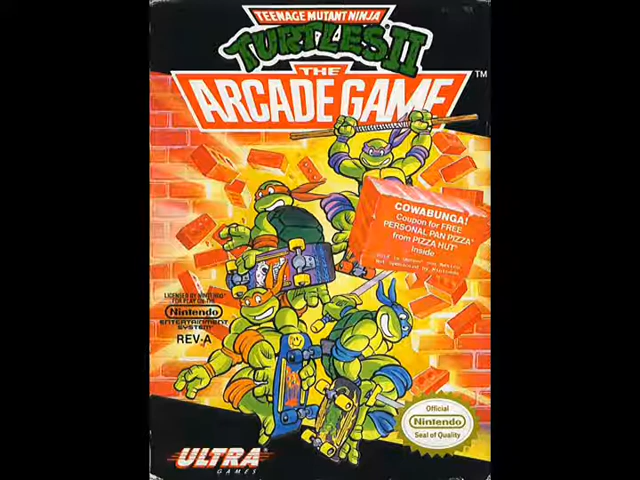 TEENAGE MUTANT NINJA
TURTLES II
THE
ARCADE GAME
TM
COWABUNGA!
Coupon for FREE
PERSONAL PAN PIZZA
from PIZZA HUT
Inside
LICENSED BY NINTENDO
FOR PLAY ON THE
Nintendo
ENTERTAINMENT
SYSTEM
REV-A
Official
Nintendo
Seal of Quality
ULTRA
GAMES